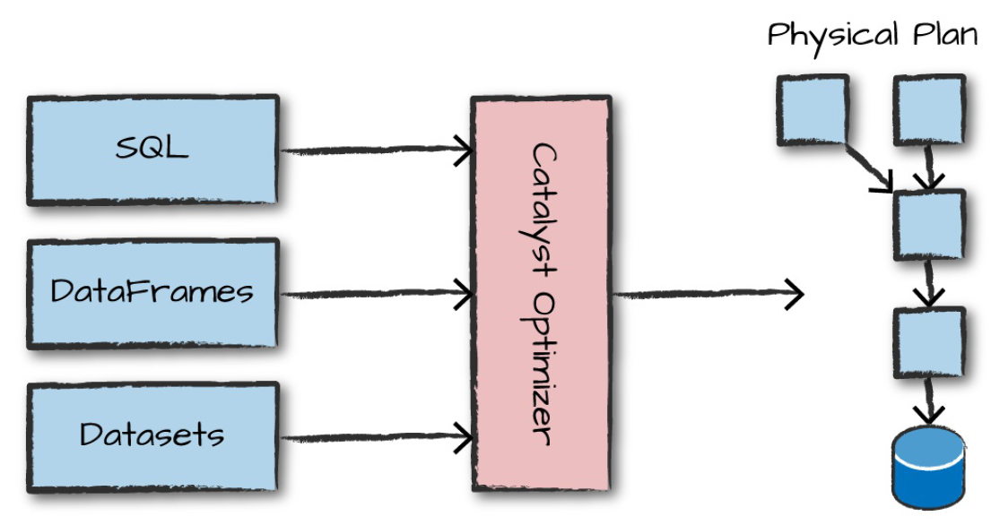 Physical Plan
SQL
DataFrames
Datasets
Catalyst Optimizer